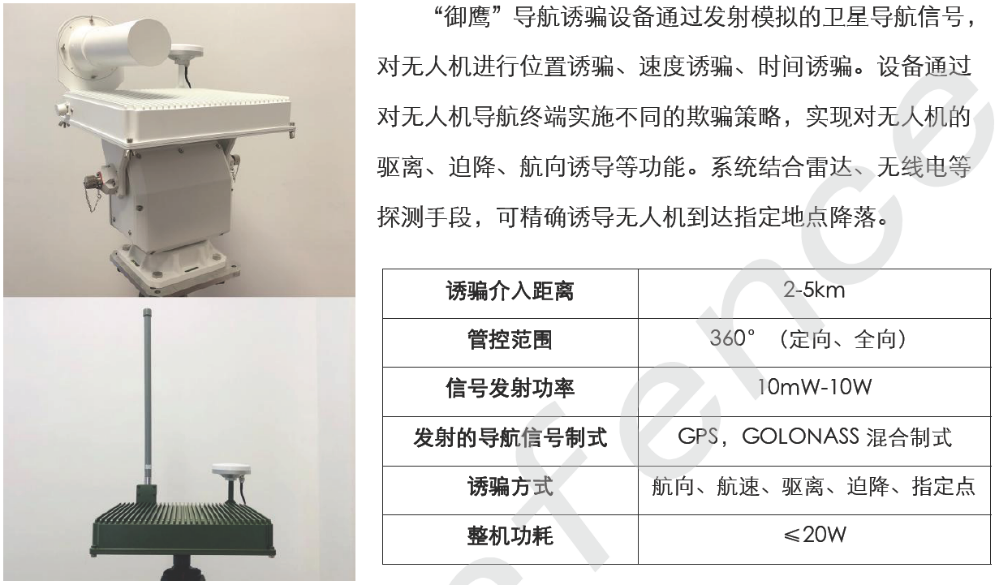 “御鹰”导航诱骗设备通过发射模拟的卫星导航信号，
对无人机进行位置诱骗、速度诱骗、时间诱骗。设备通过
对无人机导航终端实施不同的欺骗策略，实现对无人机的
驱离、迫降、航向诱导等功能。系统结合雷达、无线电等
探测手段，可精确诱导无人机到达指定地点降落。
诱骗介入距离 2-5km
管控范围 360°（定向、全向）
信号发射功率 10mW-10W
发射的导航信号制式 GPS，GOLONASS 混合制式
诱骗方式 航向、航速、驱离、迫降、指定点
整机功耗 ≤20W
fence